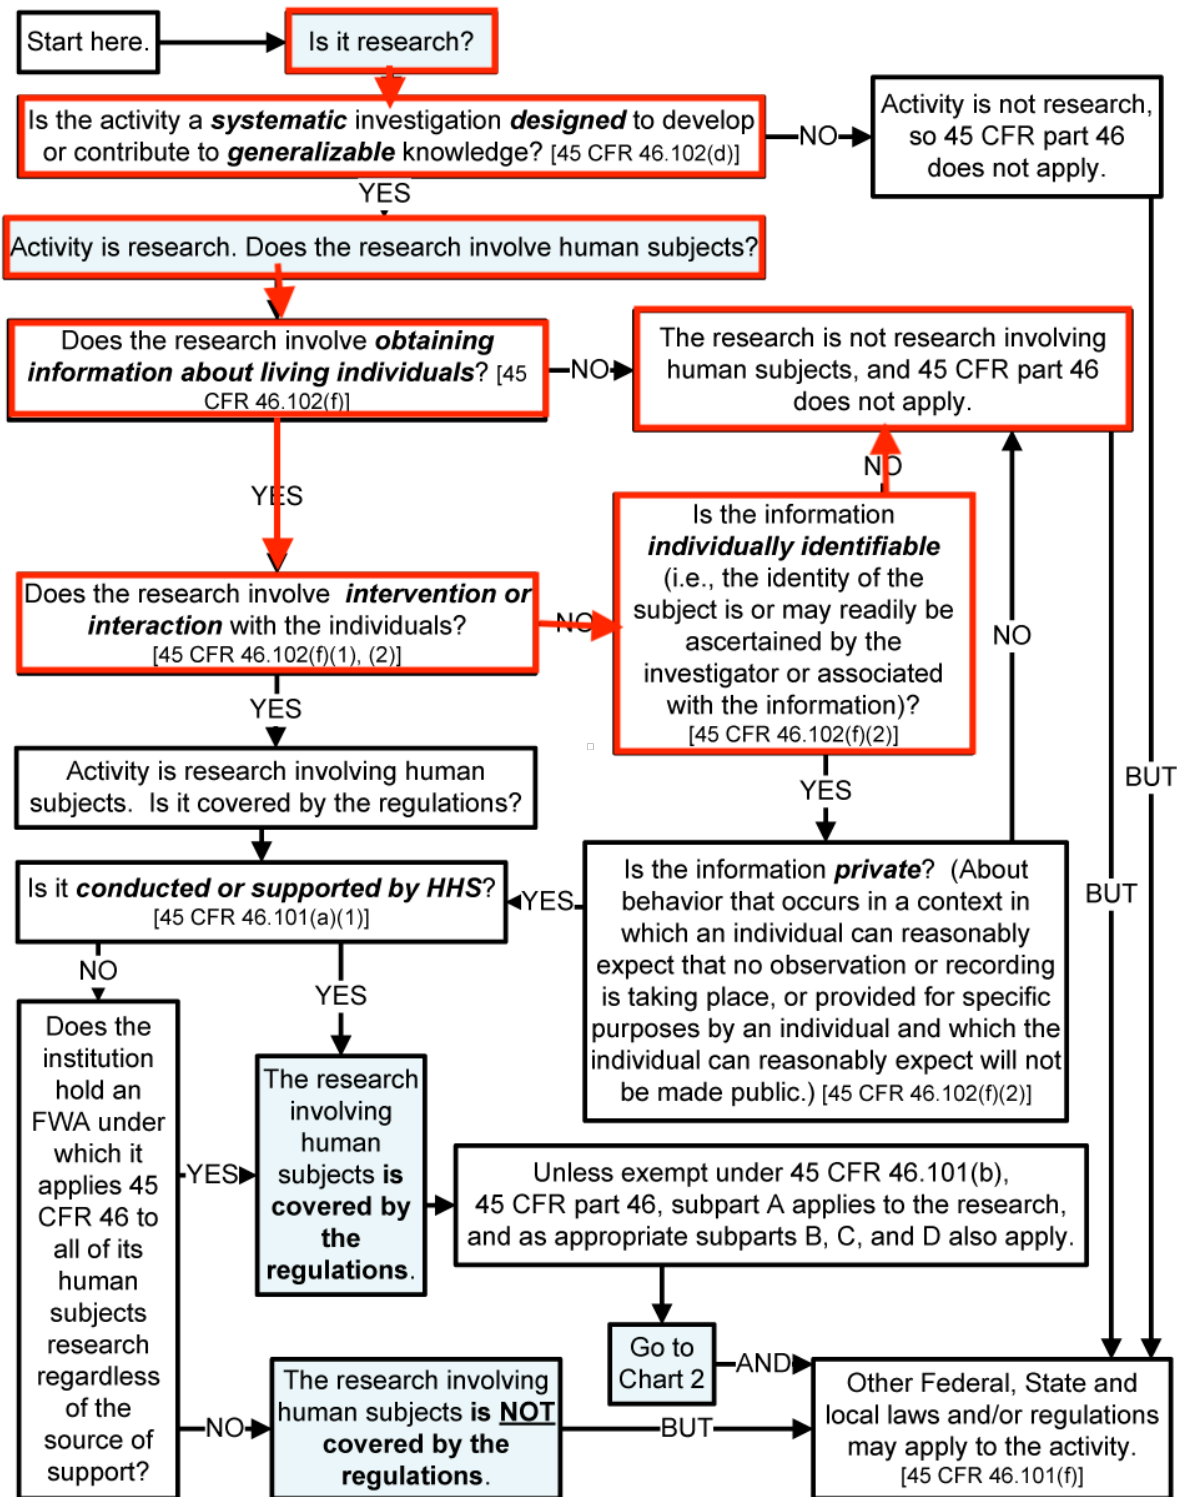 Start here.
Is it research?
Is the activity a systematic investigation designed to develop
or contribute to generalizable knowledge? [45 CFR 46.102(d)]
NO
Activity is not research,
so 45 CFR part 46
does not apply.
YES
Activity is research. Does the research involve human subjects?
Does the research involve obtaining
information about living individuals? [45
CFR 46.102(f)]
NO
The research is not research involving
human subjects, and 45 CFR part 46
does not apply.
YES
NO
Is the information
individually identifiable
(i.e., the identity of the
subject is or may readily be
ascertained by the
investigator or associated
with the information)?
[45 CFR 46.102(f)(2)]
Does the research involve intervention or
interaction with the individuals?
[45 CFR 46.102(f)(1), (2)]
NO
NO
YES
YES
BUT
Activity is research involving human
subjects. Is it covered by the regulations?
Is the information private? (About
behavior that occurs in a context in
which an individual can reasonably
expect that no observation or recording
is taking place, or provided for specific
purposes by an individual and which the
individual can reasonably expect will not
be made public.) [45 CFR 46.102(f)(2)]
YES
BUT
Is it conducted or supported by HHS?
[45 CFR 46.101(a)(1)]
NO
YES
Does the
institution
hold an
FWA under
which it
applies 45
CFR 46 to
all of its
human
subjects
research
regardless
of the
source of
support?
YES
The research
involving
human
subjects is
covered by
the
regulations.
Unless exempt under 45 CFR 46.101(b),
45 CFR part 46, subpart A applies to the research,
and as appropriate subparts B, C, and D also apply.
Go to
Chart 2
AND
NO
The research involving
human subjects is NOT
covered by the
regulations.
BUT
Other Federal, State and
local laws and/or regulations
may apply to the activity.
[45 CFR 46.101(f)]